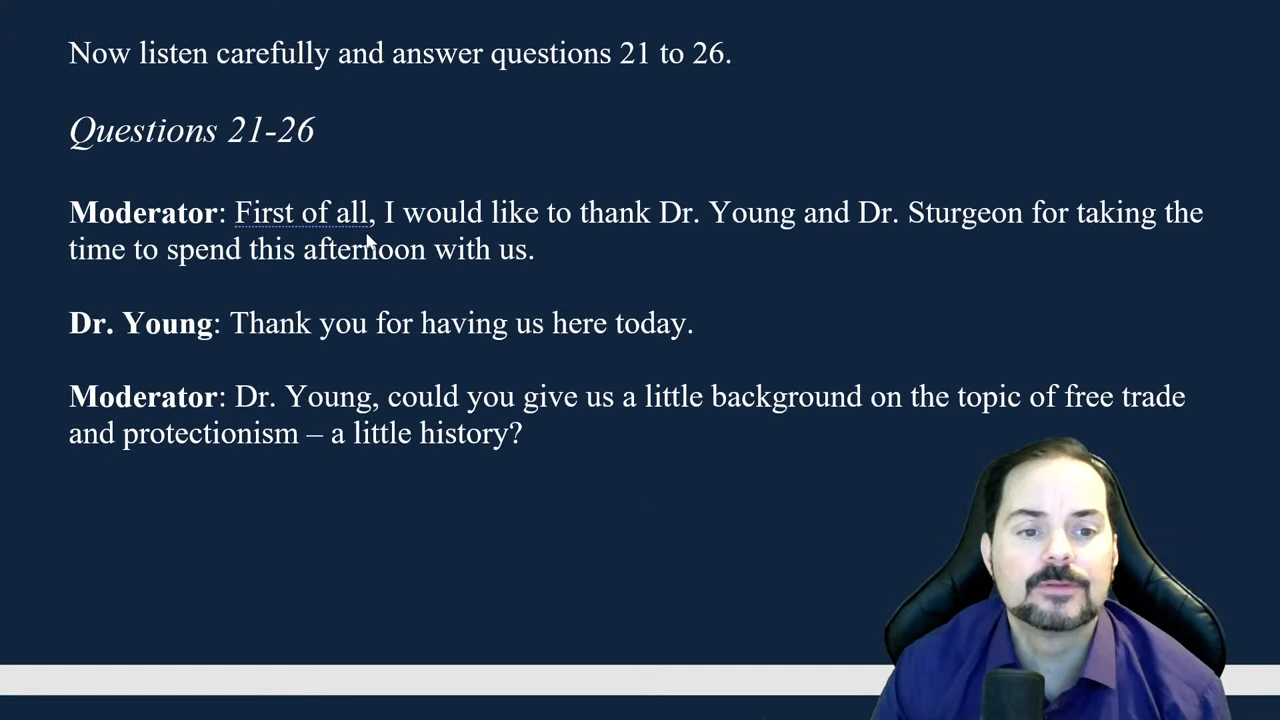 Now listen carefully and answer questions 21 to 26.
Questions 21-26
Moderator: First of all, I would like to thank Dr. Young and Dr. Sturgeon for taking the
time to spend this afternoon with us.
Dr. Young: Thank you for having us here today.
Moderator: Dr. Young, could you give us a little background on the topic of free trade
and protectionism – a little history?